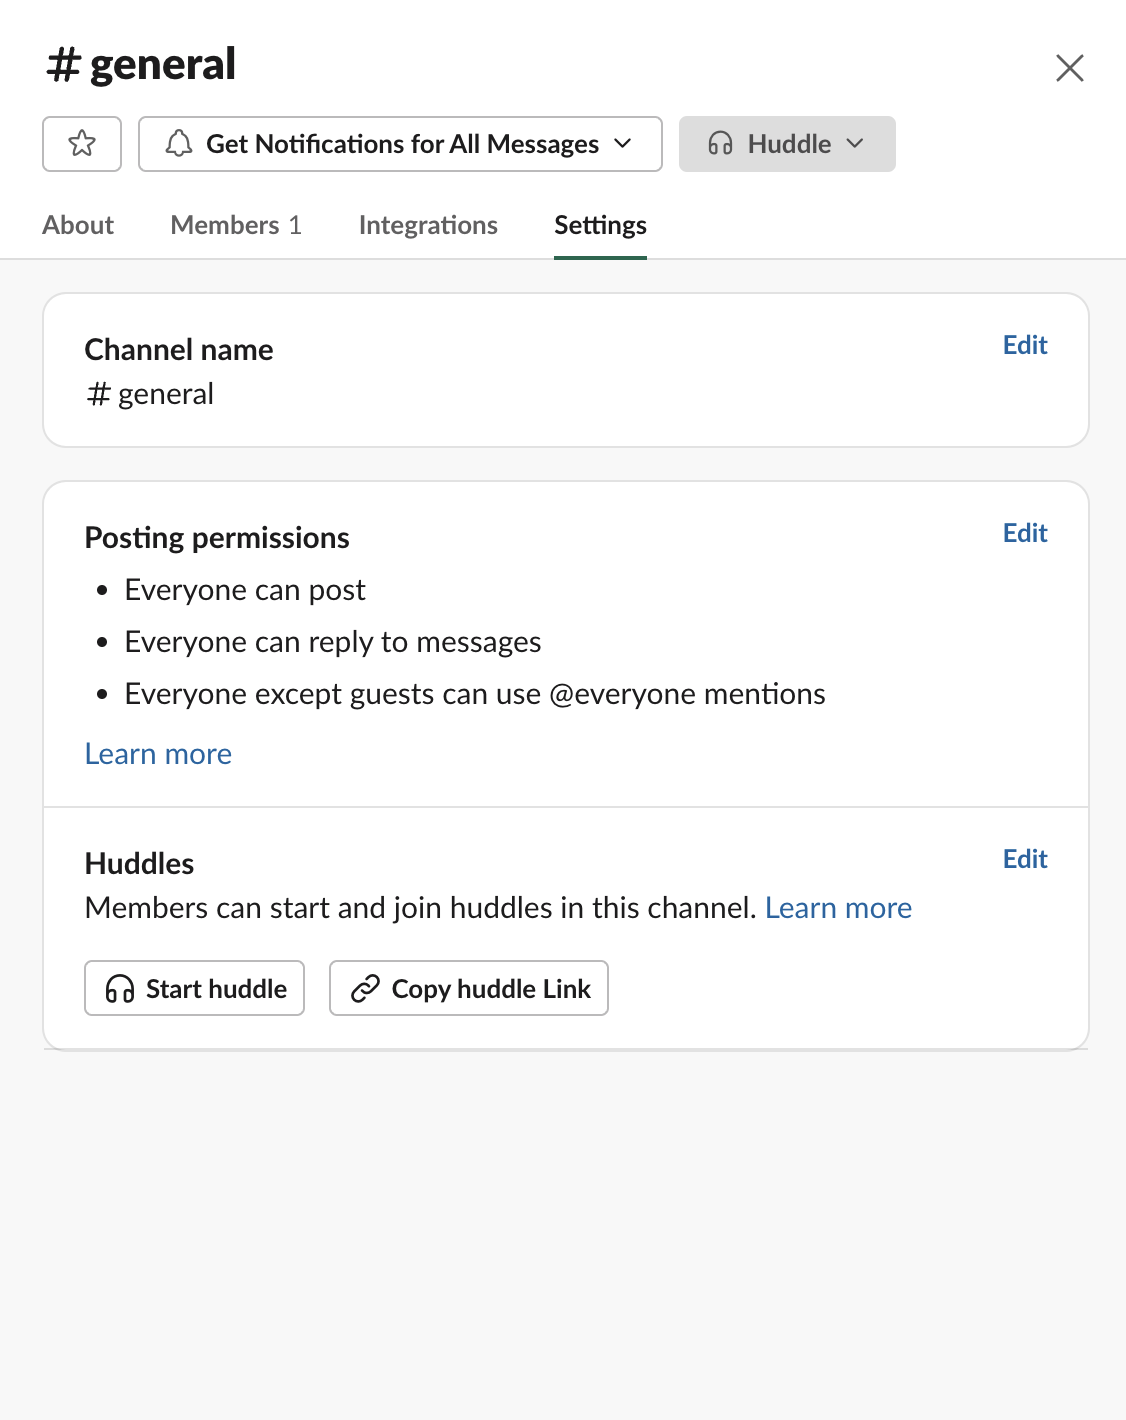 # general
Get Notifications for All Messages
Huddle
About Members 1 Integrations Settings
Channel name
Edit
# general
Posting permissions
Edit
• Everyone can post
• Everyone can reply to messages
• Everyone except guests can use @everyone mentions
Learn more
Huddles
Edit
Members can start and join huddles in this channel. Learn more
Start huddle
Copy huddle Link